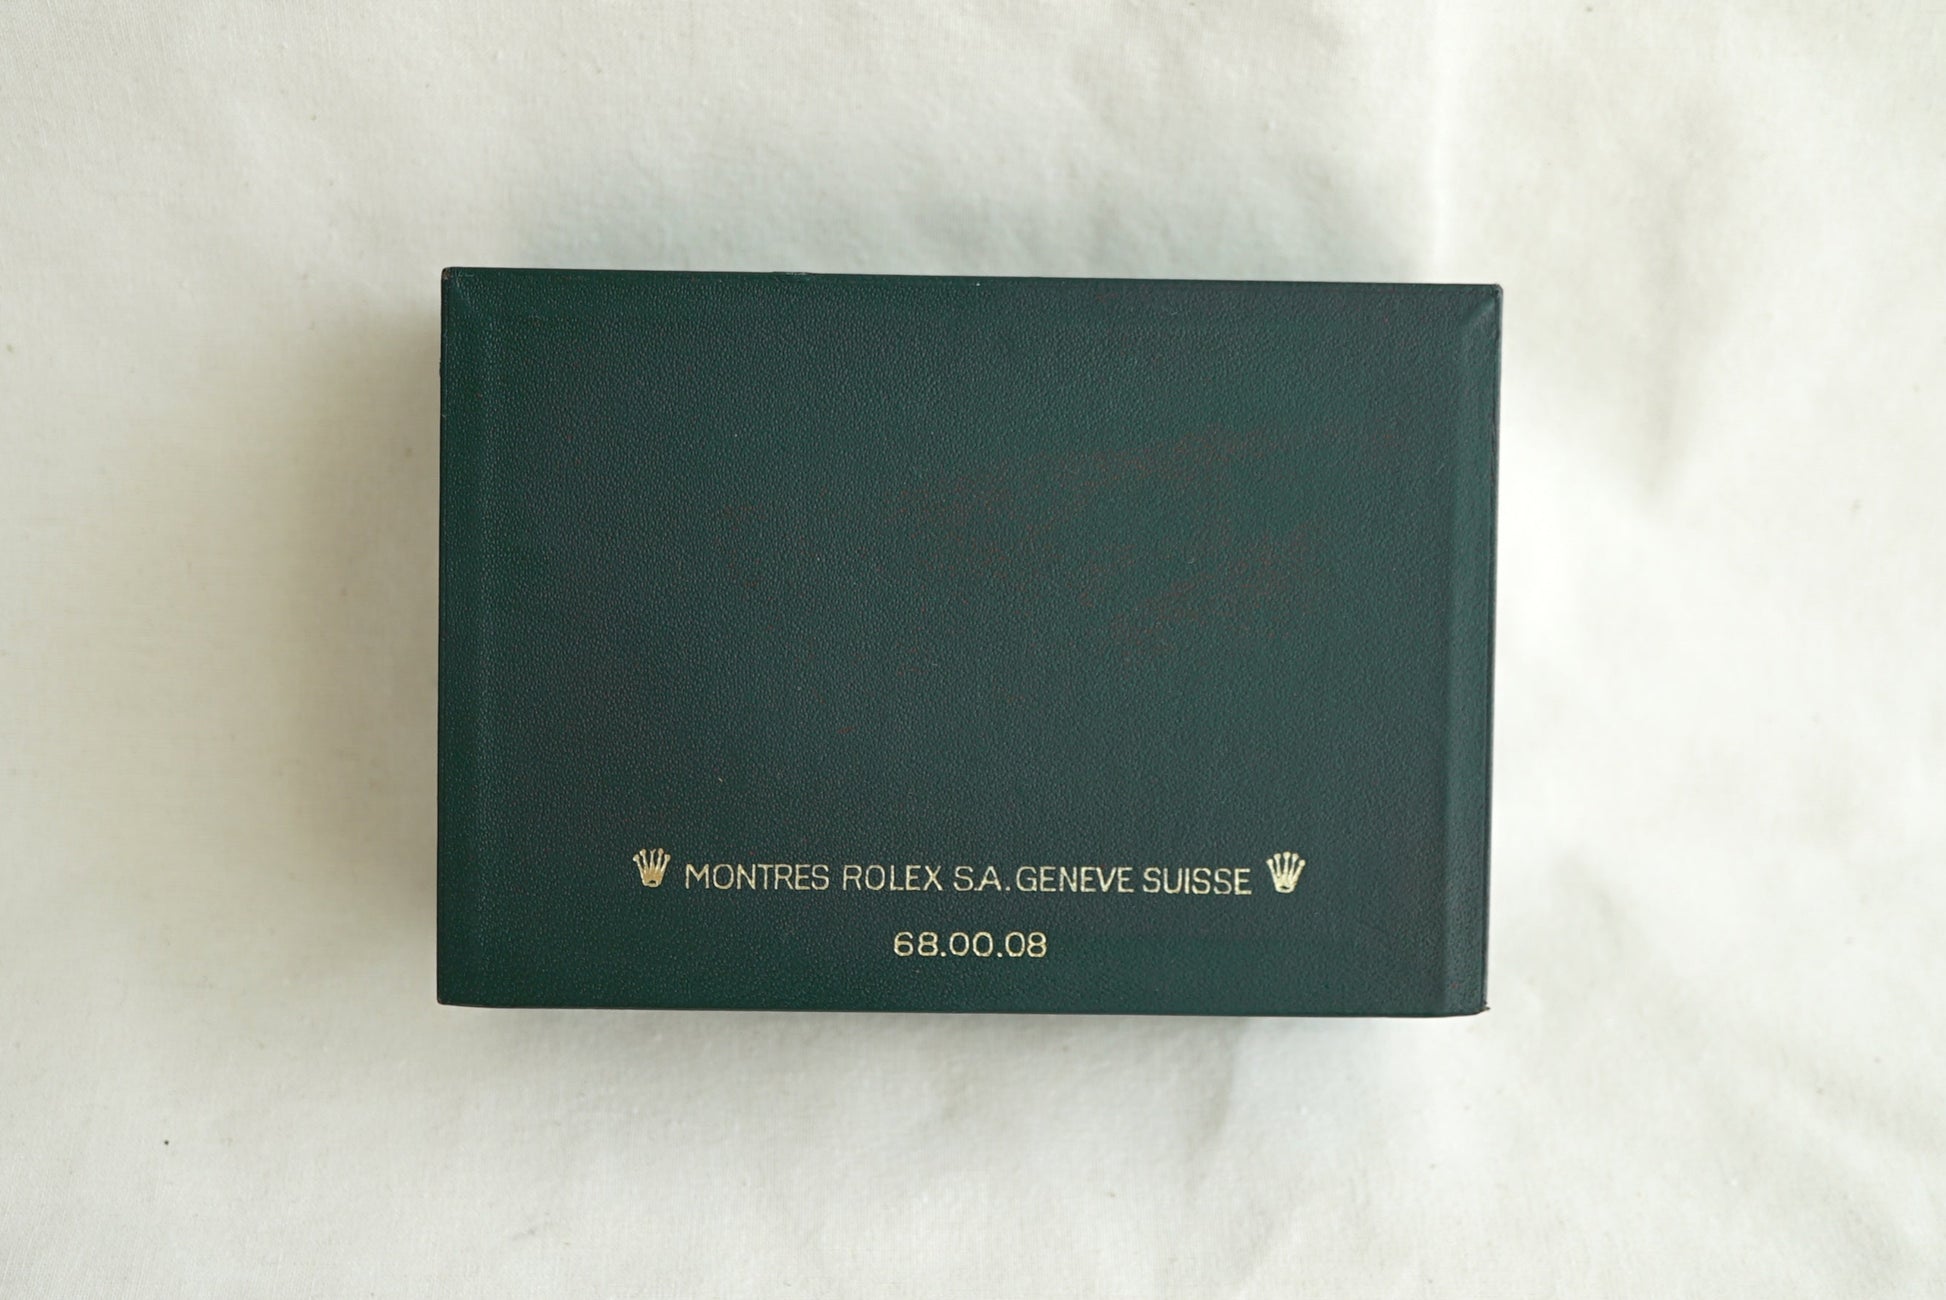 MONTRES ROLEX S.A. GENEVE SUISSE
68.00.08